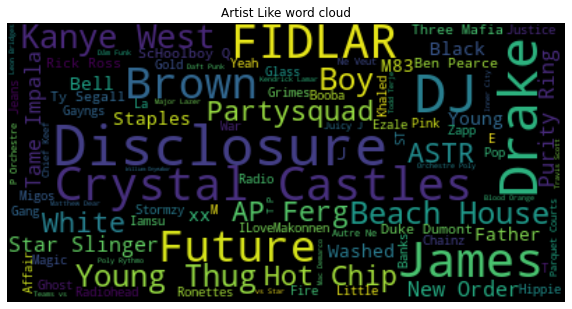 Artist Like word cloud
Kanye West
ScHoolboy Q
Dâm Funk
Daft Punk
FIDLAR
Three Mafia
Justice
Rick Ross
Gold
Yeah
Glass
Ne Veut
M83
Black
Ben Pearce
Bell
Brown
Boy
Kendrick Lamar
Khaled
DJ
Drake
Purity Ring
Inner City
Tame Impala
Ty Segall
Gayngs
La
Major Lazer
Grimes
Booba
Young
Staples
Partysquad
Juicy J
Ezale
Pink
Zapp
E
Chief Keef
P Orchestre
Disclosure
War
J
ST
ASTR
Pop
Orchestre Poly
Travis Scott
William Onyeabor
Migos
Crystal Castles
Matthew Dear
Radio
Blood Orange
Gang
White
Stormzy
Iamsu
xx
M
AP Ferg
T P
ILoveMakonnen
Beach House
Autre Ne
Duke Dumont
Father
Parquet Courts
Star Slinger
Poly Rythmo
Future
Washed
Banks
Chainz
James
Magic
Affair
Young Thug
Hot Chip
Mac Demarco
T
Ghost
Radiohead
Ronettes
Fire
Little
New Order
Hippie
Teams vs
vs Star